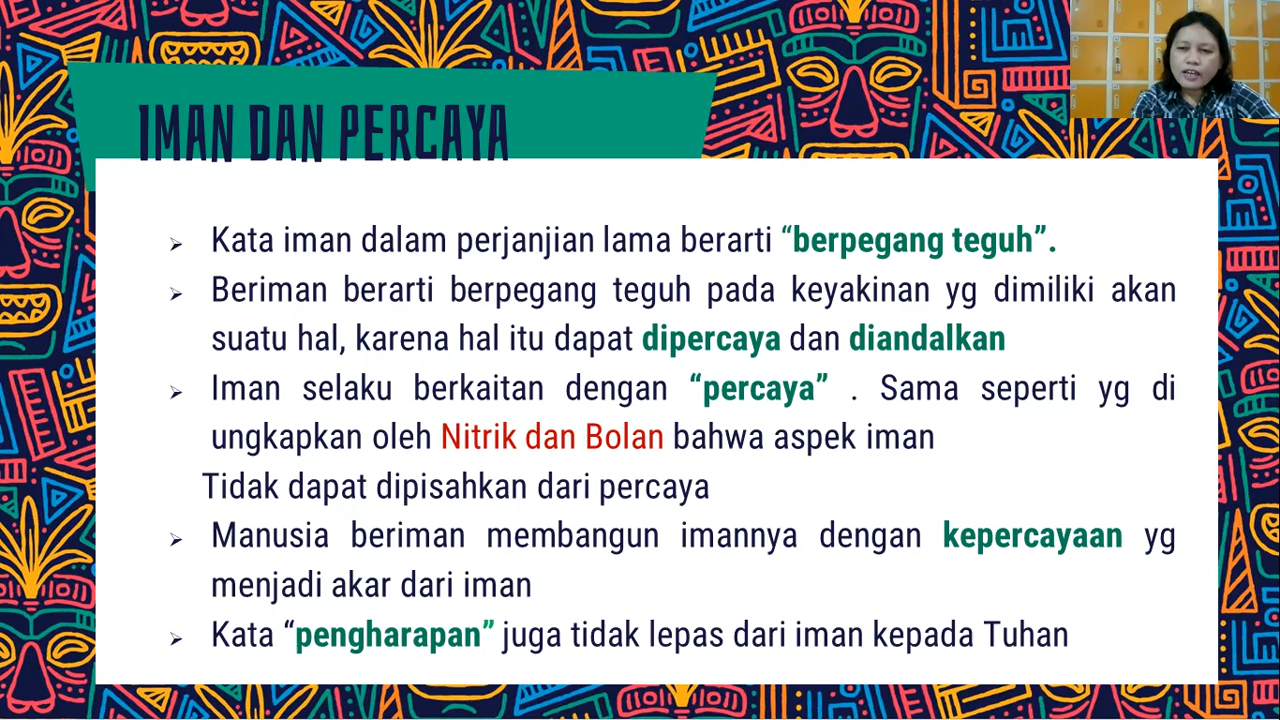 IMAN DAN PERCAYA
➢ Kata iman dalam perjanjian lama berarti “berpegang teguh”.
➢ Beriman berarti berpegang teguh pada keyakinan yg dimiliki akan
suatu hal, karena hal itu dapat dipercaya dan diandalkan
➢ Iman selaku berkaitan dengan “percaya” . Sama seperti yg di
ungkapkan oleh Nitrik dan Bolan bahwa aspek iman
Tidak dapat dipisahkan dari percaya
➢ Manusia beriman membangun imannya dengan kepercayaan yg
menjadi akar dari iman
➢ Kata “pengharapan” juga tidak lepas dari iman kepada Tuhan